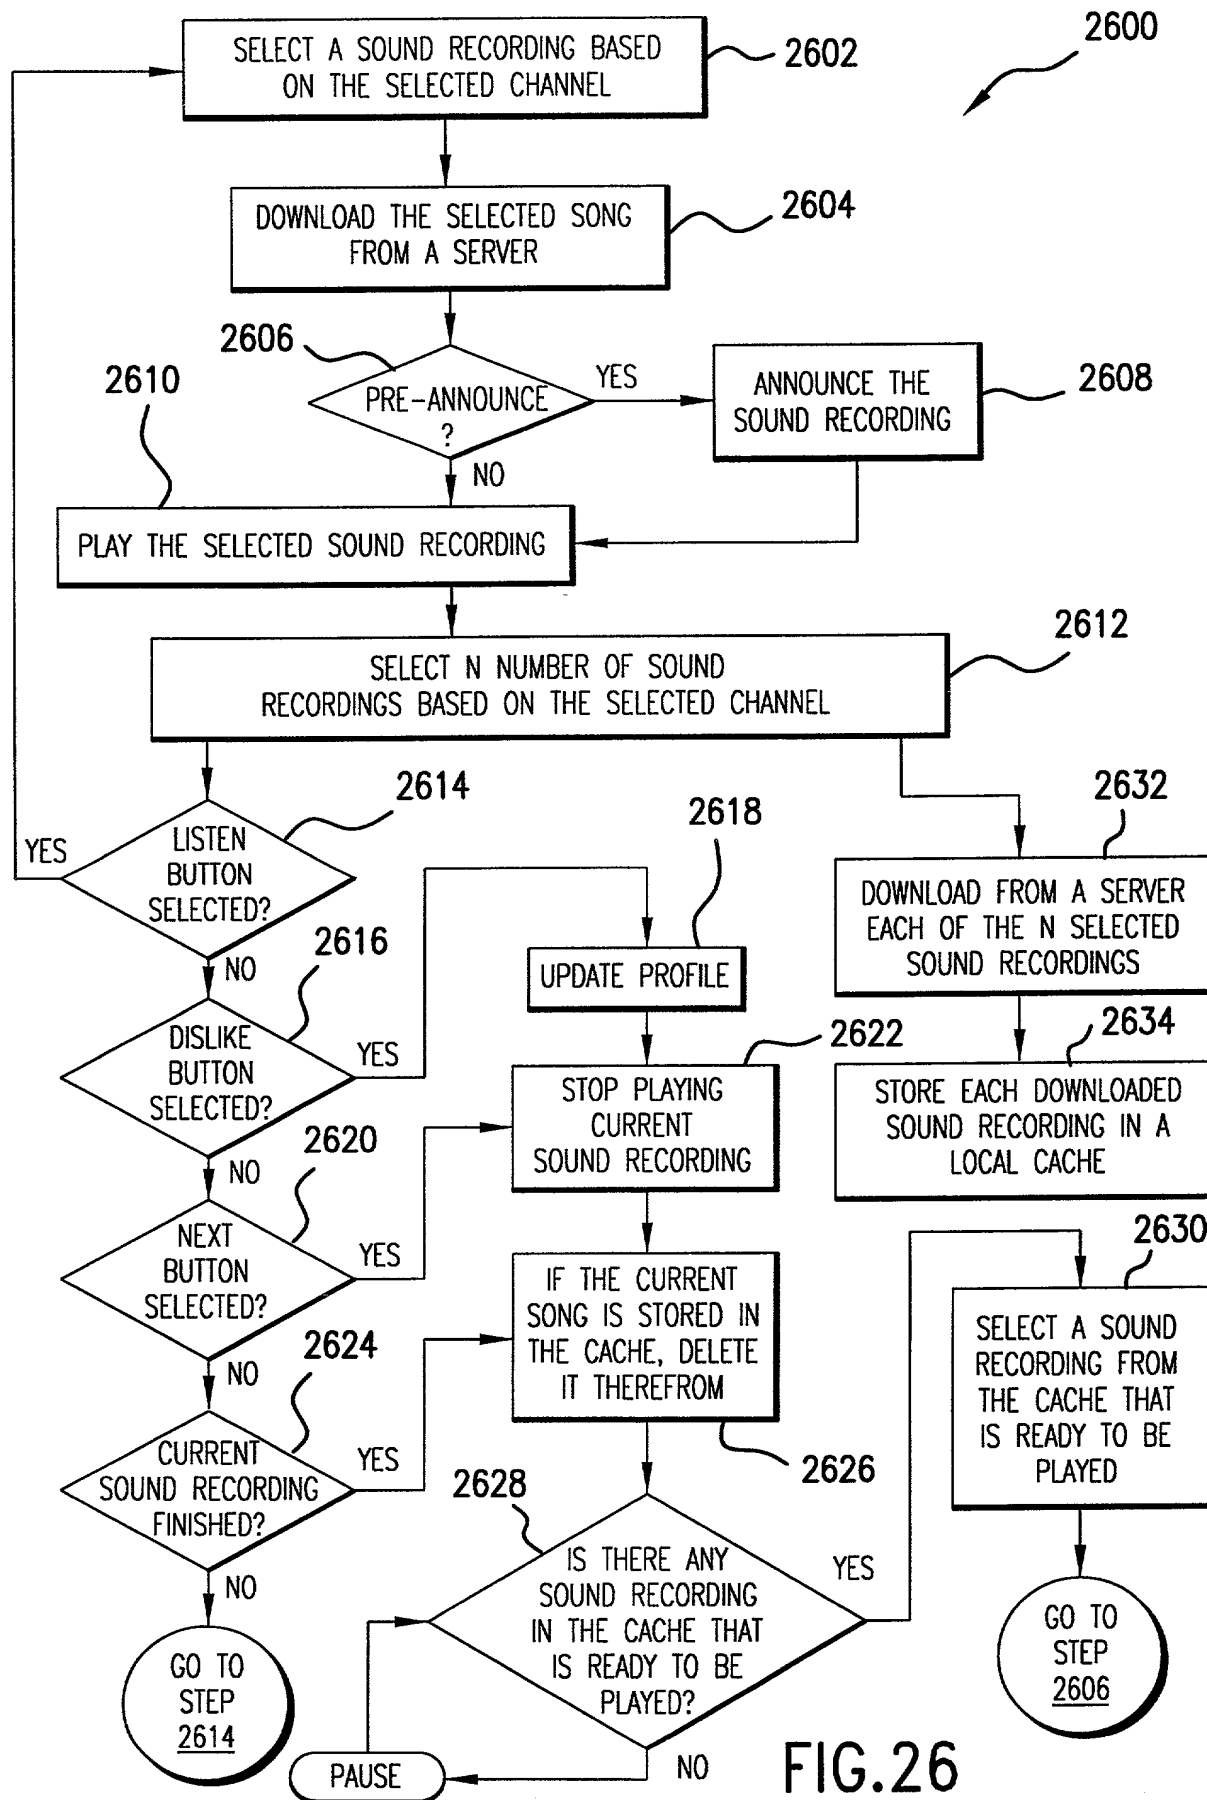 2600
SELECT A SOUND RECORDING BASED
ON THE SELECTED CHANNEL
2602
DOWNLOAD THE SELECTED SONG
FROM A SERVER
2604
2606
PRE-ANNOUNCE
?
YES
NO
ANNOUNCE THE
SOUND RECORDING
2608
2610
PLAY THE SELECTED SOUND RECORDING
2612
SELECT N NUMBER OF SOUND
RECORDINGS BASED ON THE SELECTED CHANNEL
2614
YES
LISTEN
BUTTON
SELECTED?
NO
2616
DISLIKE
BUTTON
SELECTED?
YES
NO
2618
UPDATE PROFILE
2620
NEXT
BUTTON
SELECTED?
YES
NO
2622
STOP PLAYING
CURRENT
SOUND RECORDING
2624
CURRENT
SOUND RECORDING
FINISHED?
YES
NO
GO TO
STEP
2614
IF THE CURRENT
SONG IS STORED IN
THE CACHE, DELETE
IT THEREFROM
2626
2628
IS THERE ANY
SOUND RECORDING
IN THE CACHE THAT
IS READY TO BE
PLAYED?
YES
NO
PAUSE
2632
DOWNLOAD FROM A SERVER
EACH OF THE N SELECTED
SOUND RECORDINGS
2634
STORE EACH DOWNLOADED
SOUND RECORDING IN A
LOCAL CACHE
2630
SELECT A SOUND
RECORDING FROM
THE CACHE THAT
IS READY TO BE
PLAYED
GO TO
STEP
2606
FIG.26